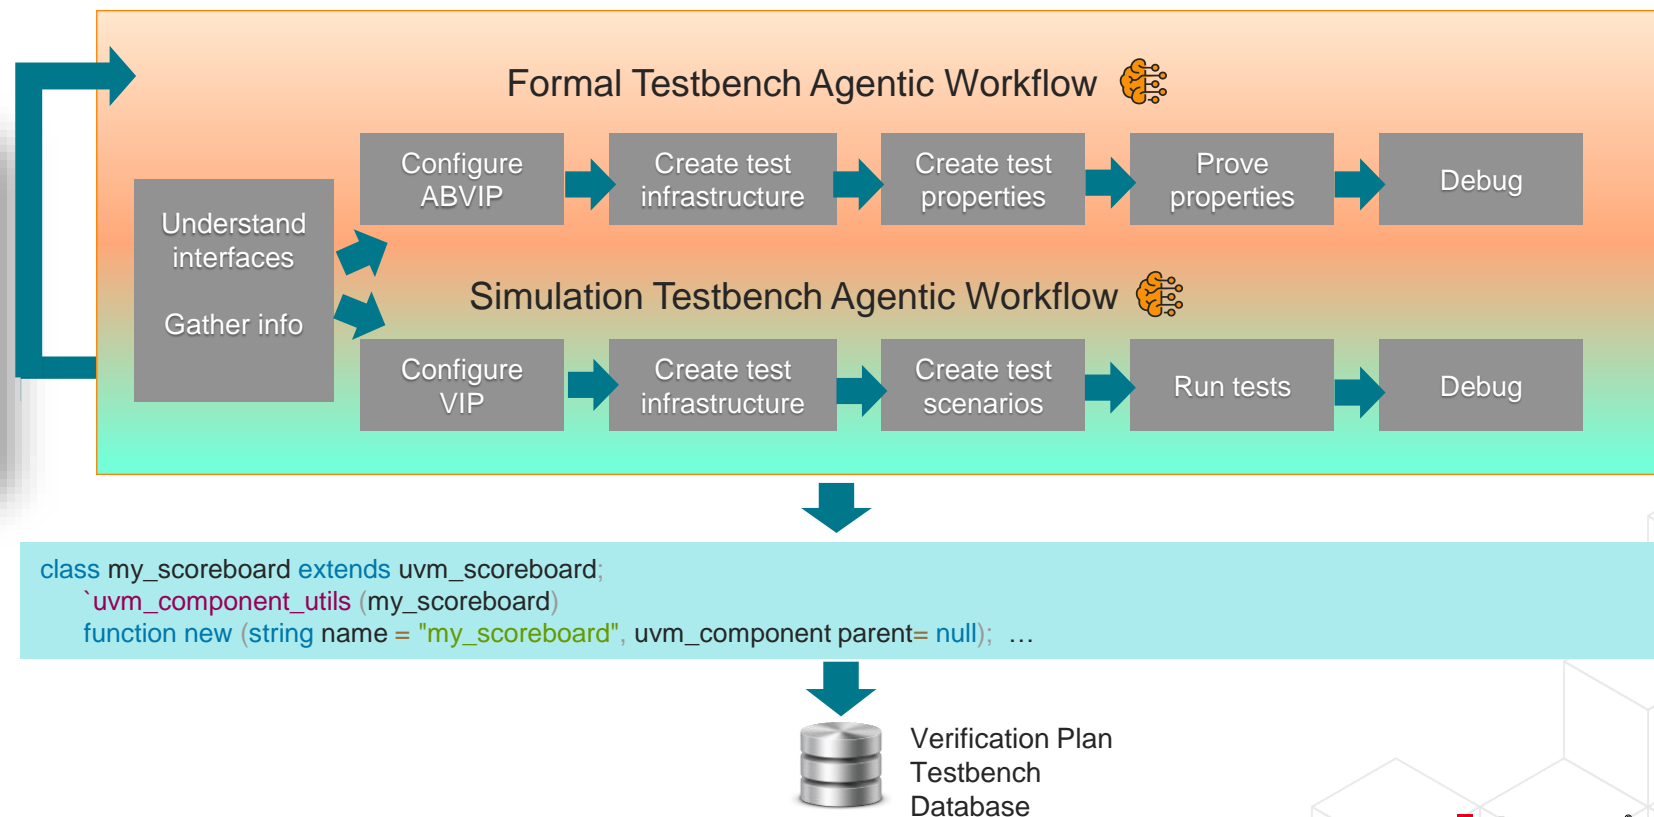 Formal Testbench Agentic Workflow
Understand
interfaces
Gather info
Configure
ABVIP
Create test
infrastructure
Create test
properties
Prove
properties
Debug
Simulation Testbench Agentic Workflow
Configure
VIP
Create test
infrastructure
Create test
scenarios
Run tests
Debug
class my_scoreboard extends uvm_scoreboard;
`uvm_component_utils (my_scoreboard)
function new (string name = "my_scoreboard", uvm_component parent= null); …
Verification Plan
Testbench
Database